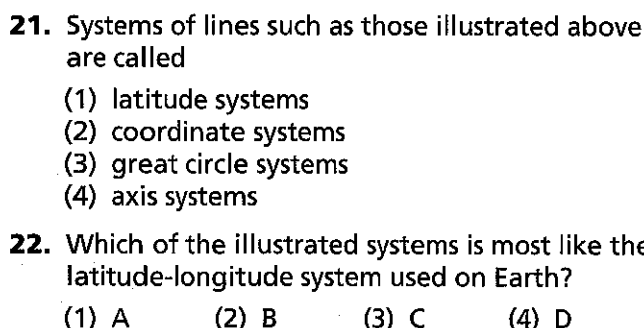 21. Systems of lines such as those illustrated above
are called
(1) latitude systems
(2) coordinate systems
(3) great circle systems
(4) axis systems
22. Which of the illustrated systems is most like the
latitude-longitude system used on Earth?
(1) A (2) B (3) C (4) D